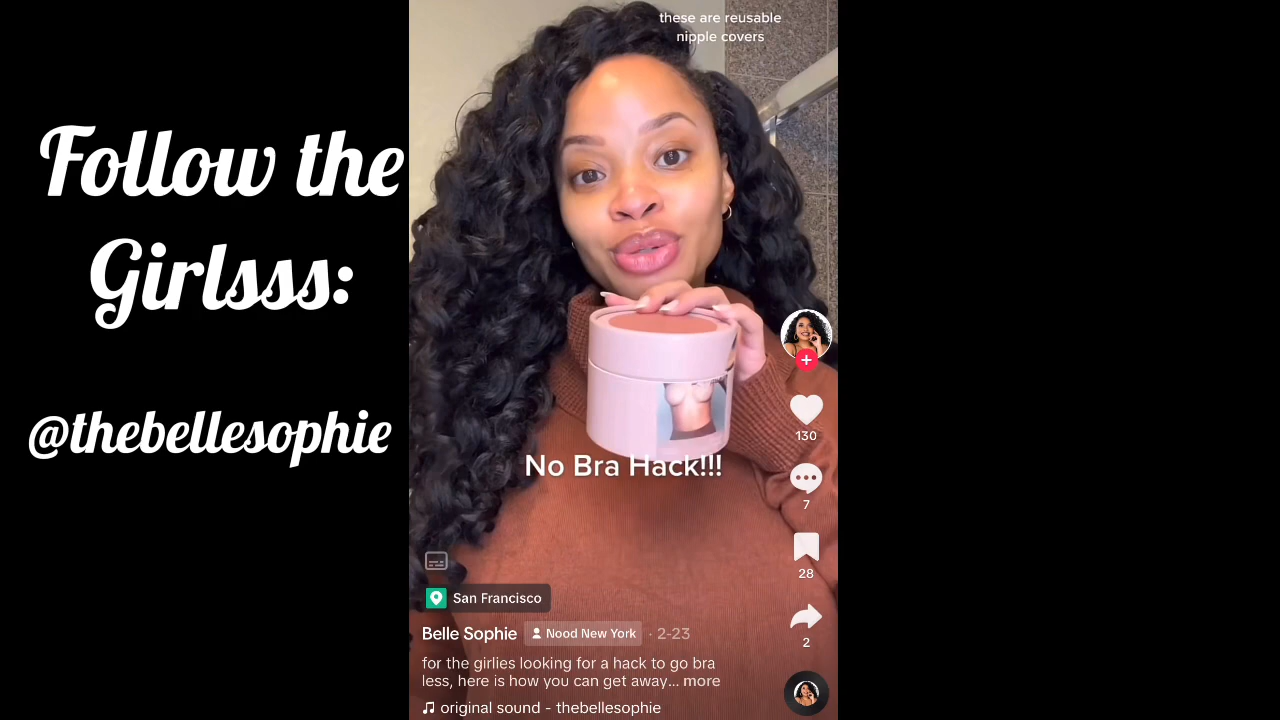 Follow the
Girlsss:
@thebellesophie
these are reusable
nipple covers
No Bra Hack!!!
130
7
28
2
San Francisco
Belle Sophie Nood New York · 2-23
for the girlies looking for a hack to go bra
less, here is how you can get away... more
original sound - thebellesophie